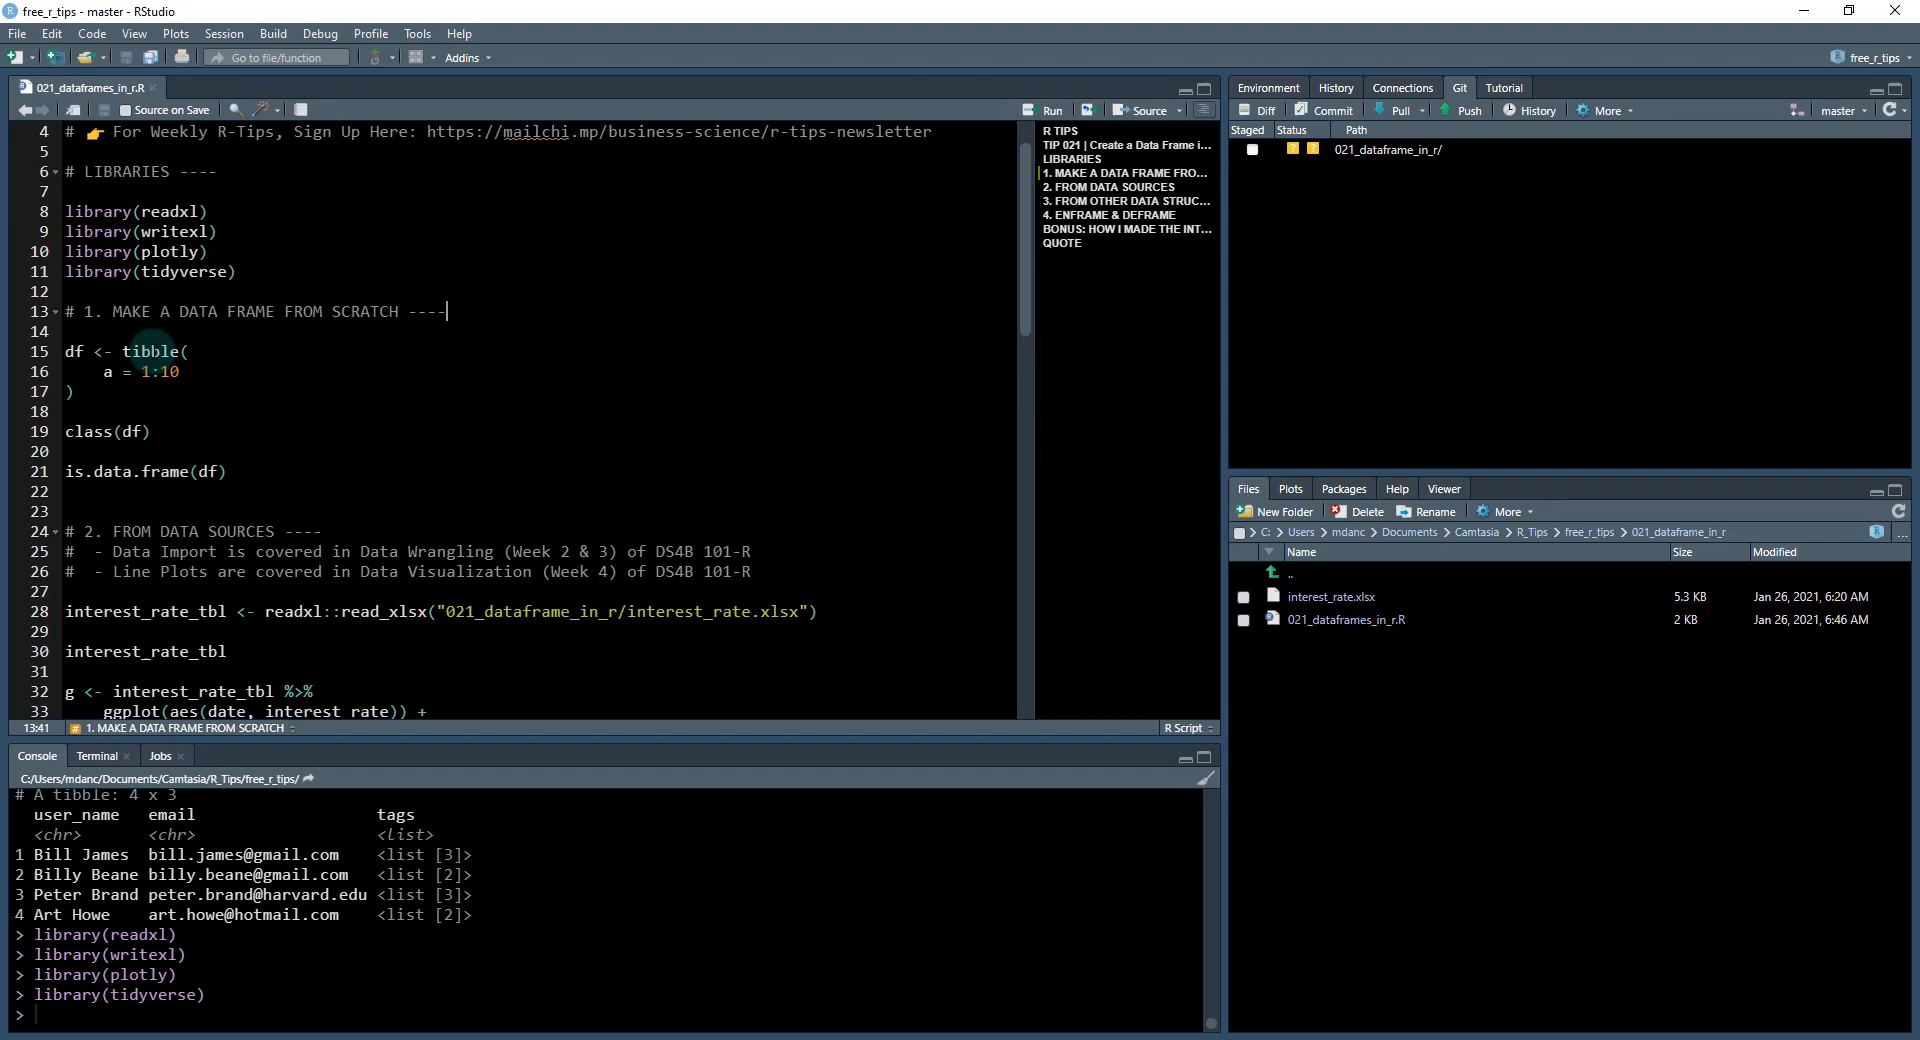 free_r_tips - master - RStudio
File Edit Code View Plots Session Build Debug Profile Tools Help
Go to file/function Addins free_r_tips
021_dataframes_in_r.R
Source on Save Run Source
4 # 👉 For Weekly R-Tips, Sign Up Here: https://mailchi.mp/business-science/r-tips-newsletter
5
6 # LIBRARIES ----
7
8 library(readxl)
9 library(writexl)
10 library(plotly)
11 library(tidyverse)
12
13 # 1. MAKE A DATA FRAME FROM SCRATCH ----
14
15 df <- tibble(
16 a = 1:10
17 )
18
19 class(df)
20
21 is.data.frame(df)
22
23
24 # 2. FROM DATA SOURCES ----
25 #  - Data Import is covered in Data Wrangling (Week 2 & 3) of DS4B 101-R
26 #  - Line Plots are covered in Data Visualization (Week 4) of DS4B 101-R
27
28 interest_rate_tbl <- readxl::read_xlsx("021_dataframe_in_r/interest_rate.xlsx")
29
30 interest_rate_tbl
31
32 g <- interest_rate_tbl %>%
33 ggplot(aes(date, interest_rate)) +
13:41 # 1. MAKE A DATA FRAME FROM SCRATCH R Script
R TIPS
TIP 021 | Create a Data Frame i...
LIBRARIES
1. MAKE A DATA FRAME FRO...
2. FROM DATA SOURCES
3. FROM OTHER DATA STRUC...
4. ENFRAME & DEFRAME
BONUS: HOW I MADE THE INT...
QUOTE
Console Terminal Jobs
C:/Users/mdanc/Documents/Camtasia/R_Tips/free_r_tips/
# A tibble: 4 x 3
user_name email tags
<chr> <chr> <list>
1 Bill James bill.james@gmail.com <list [3]>
2 Billy Beane billy.beane@gmail.com <list [2]>
3 Peter Brand peter.brand@harvard.edu <list [3]>
4 Art Howe art.howe@hotmail.com <list [2]>
> library(readxl)
> library(writexl)
> library(plotly)
> library(tidyverse)
>
Environment History Connections Git Tutorial
Diff Commit Pull Push History More master
Staged Status Path
? ? 021_dataframe_in_r/
Files Plots Packages Help Viewer
New Folder Delete Rename More
C: > Users > mdanc > Documents > Camtasia > R_Tips > free_r_tips > 021_dataframe_in_r ...
Name Size Modified
..
interest_rate.xlsx 5.3 KB Jan 26, 2021, 6:20 AM
021_dataframes_in_r.R 2 KB Jan 26, 2021, 6:46 AM